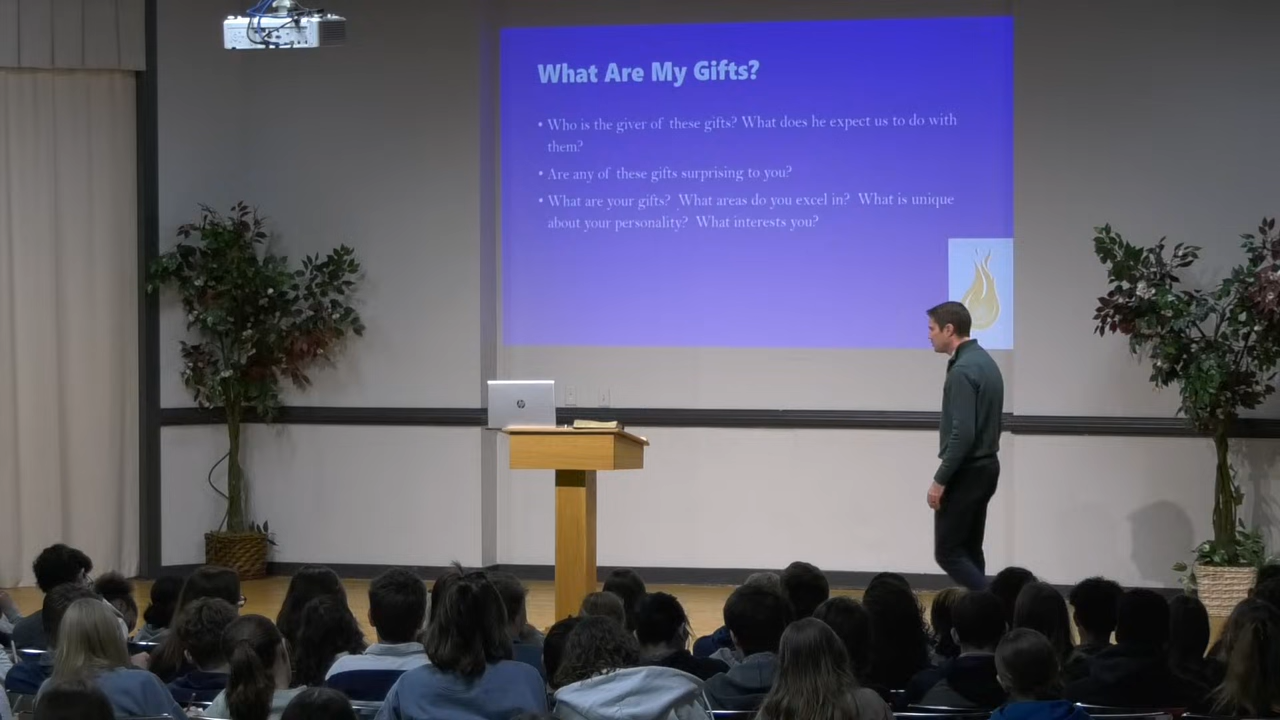 What Are My Gifts?
• Who is the giver of these gifts? What does he expect us to do with
them?
• Are any of these gifts surprising to you?
• What are your gifts? What areas do you excel in? What is unique
about your personality? What interests you?
hp